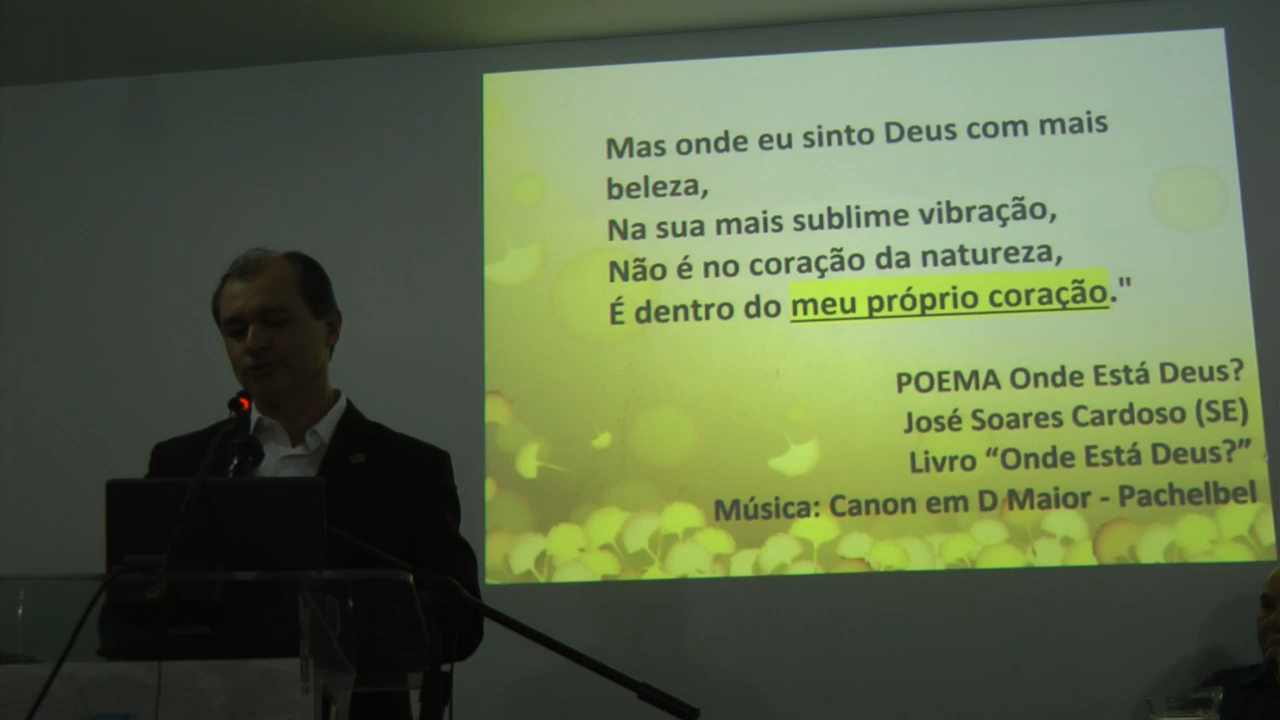 Mas onde eu sinto Deus com mais
beleza,
Na sua mais sublime vibração,
Não é no coração da natureza,
É dentro do meu próprio coração."
POEMA Onde Está Deus?
José Soares Cardoso (SE)
Livro “Onde Está Deus?”
Música: Canon em D Maior - Pachelbel